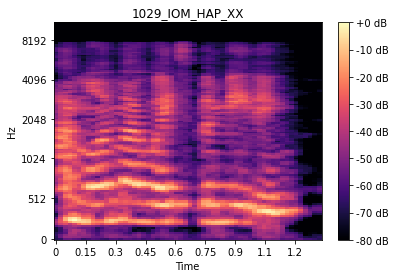 1029_IOM_HAP_XX
+0 dB
8192
-10 dB
4096
-20 dB
-30 dB
2048
Hz
-40 dB
1024
-50 dB
512
-60 dB
-70 dB
0
-80 dB
0 0.15 0.3 0.45 0.6 0.75 0.9 1.1 1.2
Time